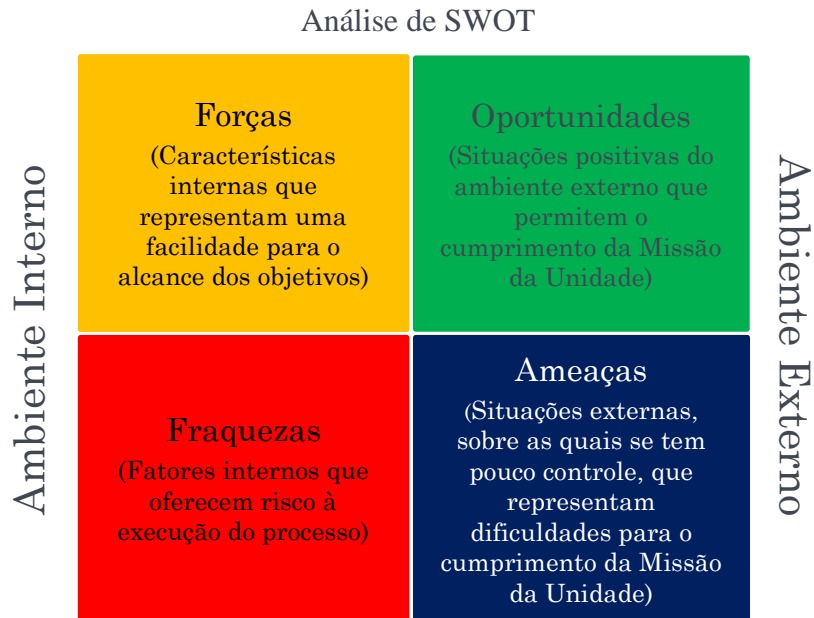 Análise de SWOT
Ambiente Interno
Forças
(Características
internas que
representam uma
facilidade para o
alcance dos objetivos)
Oportunidades
(Situações positivas do
ambiente externo que
permitem o
cumprimento da Missão
da Unidade)
Fraquezas
(Fatores internos que
oferecem risco à
execução do processo)
Ameaças
(Situações externas,
sobre as quais se tem
pouco controle, que
representam
dificuldades para o
cumprimento da Missão
da Unidade)
Ambiente Externo